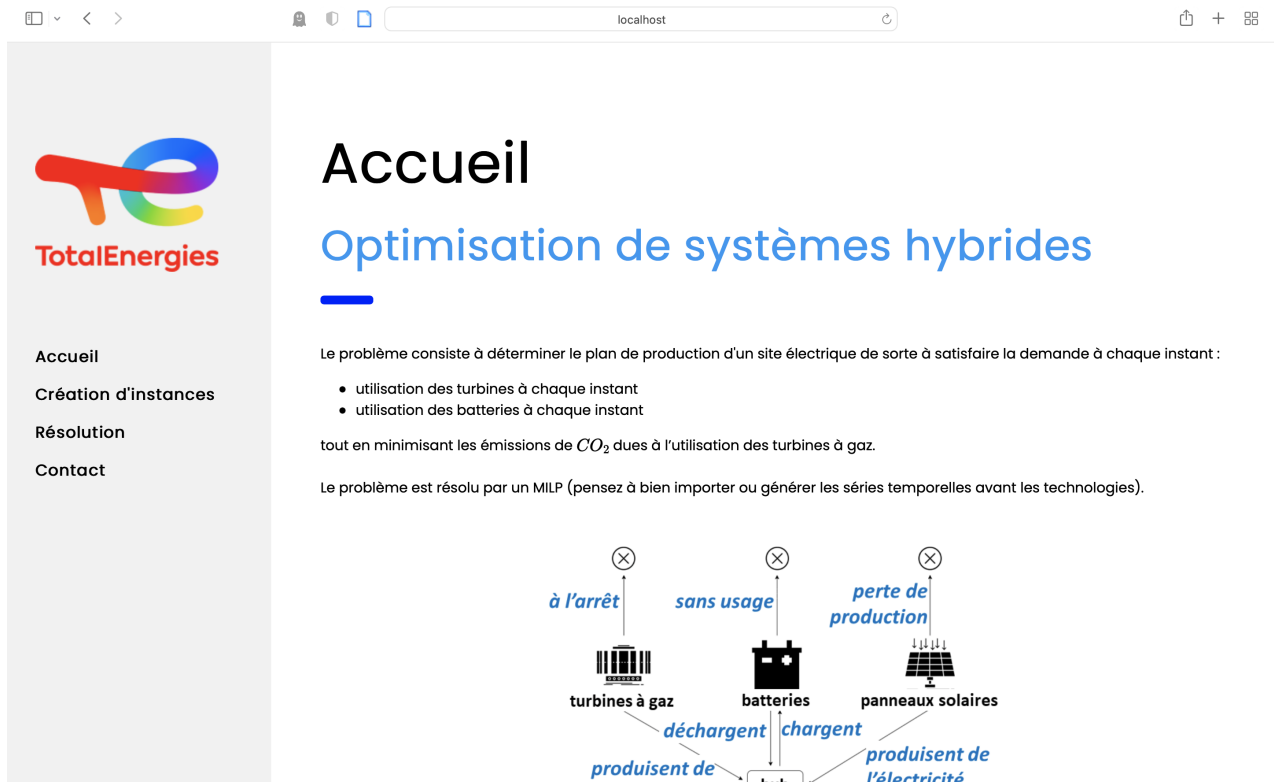 localhost
TotalEnergies
Accueil
Création d'instances
Résolution
Contact
Accueil
Optimisation de systèmes hybrides
Le problème consiste à déterminer le plan de production d'un site électrique de sorte à satisfaire la demande à chaque instant :
• utilisation des turbines à chaque instant
• utilisation des batteries à chaque instant
tout en minimisant les émissions de CO₂ dues à l’utilisation des turbines à gaz.
Le problème est résolu par un MILP (pensez à bien importer ou générer les séries temporelles avant les technologies).
à l’arrêt
sans usage
perte de
production
turbines à gaz
batteries
panneaux solaires
déchargent
chargent
produisent de
produisent de
l’électricité
hub